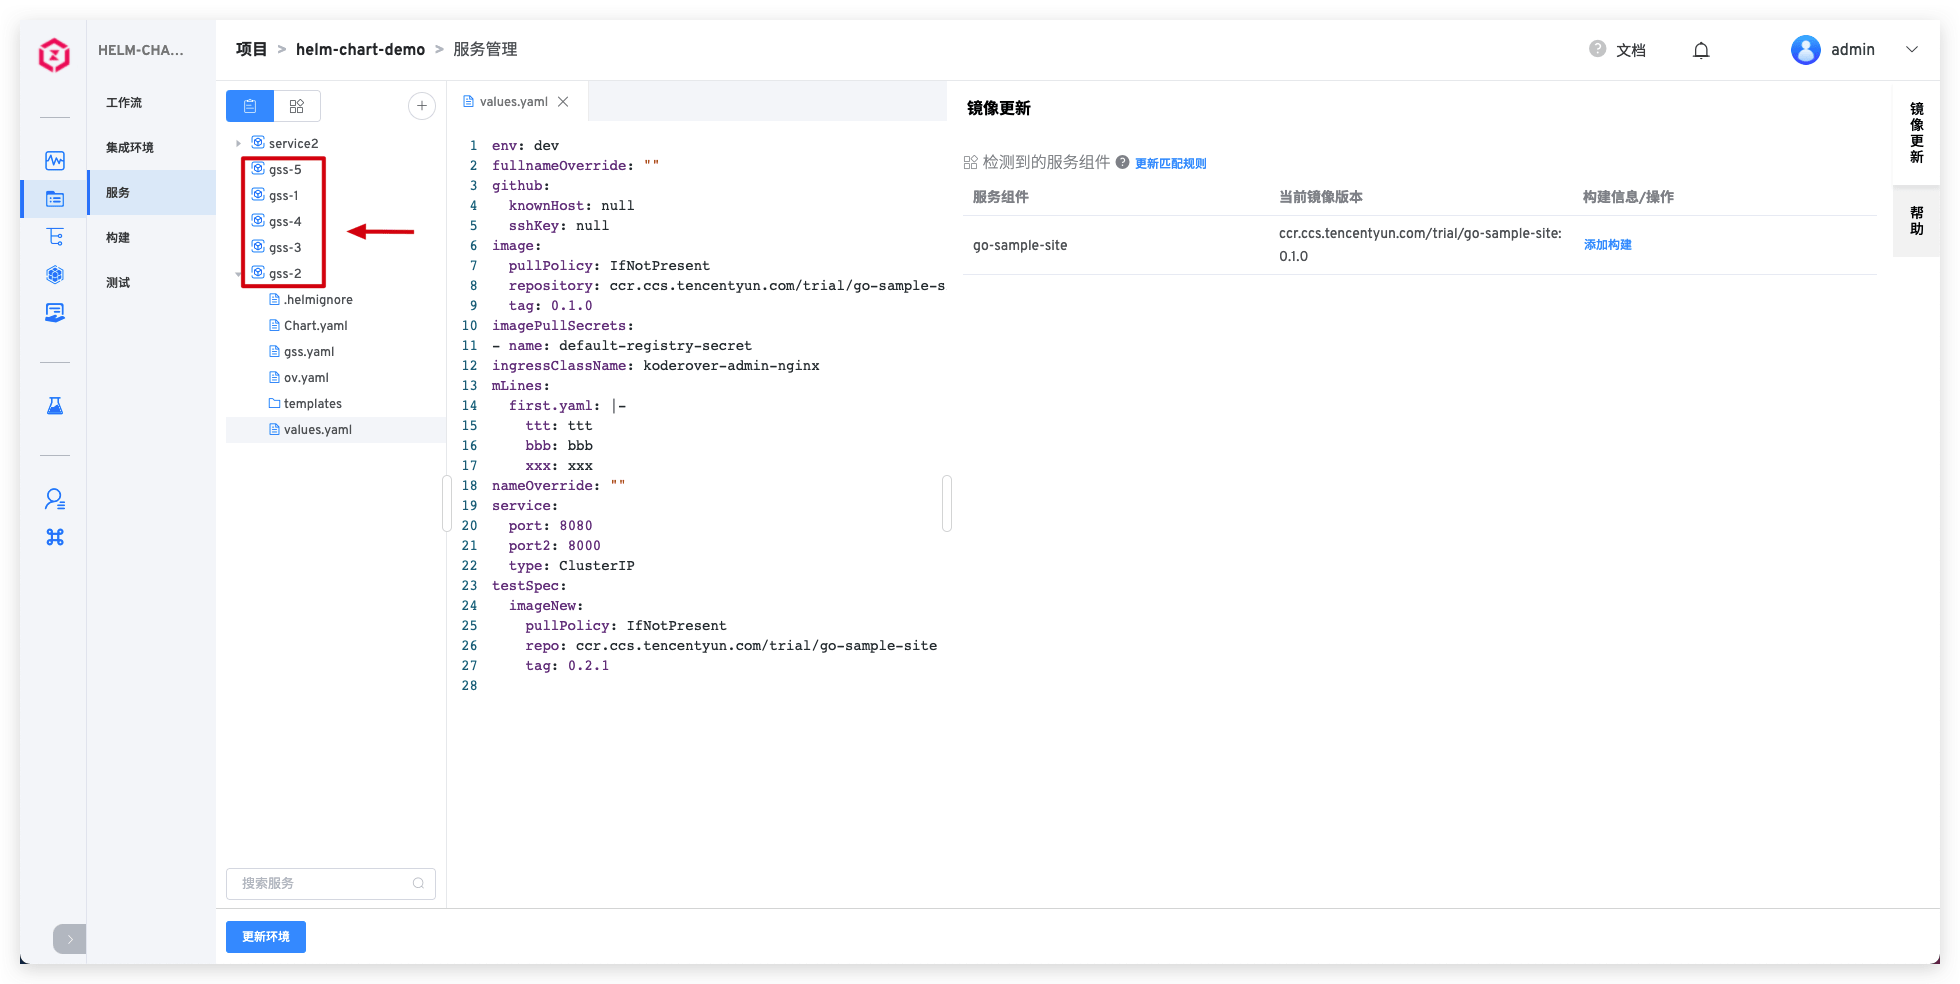 HELM-CHA...
工作流
集成环境
服务
构建
测试
项目 > helm-chart-demo > 服务管理
? 文档
admin
service2
gss-5
gss-1
gss-4
gss-3
gss-2
.helmignore
Chart.yaml
gss.yaml
ov.yaml
templates
values.yaml
搜索服务
更新环境
values.yaml
1 env: dev
2 fullnameOverride: ""
3 github:
4 knownHost: null
5 sshKey: null
6 image:
7 pullPolicy: IfNotPresent
8 repository: ccr.ccs.tencentyun.com/trial/go-sample-s
9 tag: 0.1.0
10 imagePullSecrets:
11 - name: default-registry-secret
12 ingressClassName: koderover-admin-nginx
13 mLines:
14 first.yaml: |-
15 ttt: ttt
16 bbb: bbb
17 xxx: xxx
18 nameOverride: ""
19 service:
20 port: 8080
21 port2: 8000
22 type: ClusterIP
23 testSpec:
24 imageNew:
25 pullPolicy: IfNotPresent
26 repo: ccr.ccs.tencentyun.com/trial/go-sample-site
27 tag: 0.2.1
28
镜像更新
检测到的服务组件 ? 更新匹配规则
服务组件 当前镜像版本 构建信息/操作
go-sample-site ccr.ccs.tencentyun.com/trial/go-sample-site:
0.1.0 添加构建
镜像更新
帮助